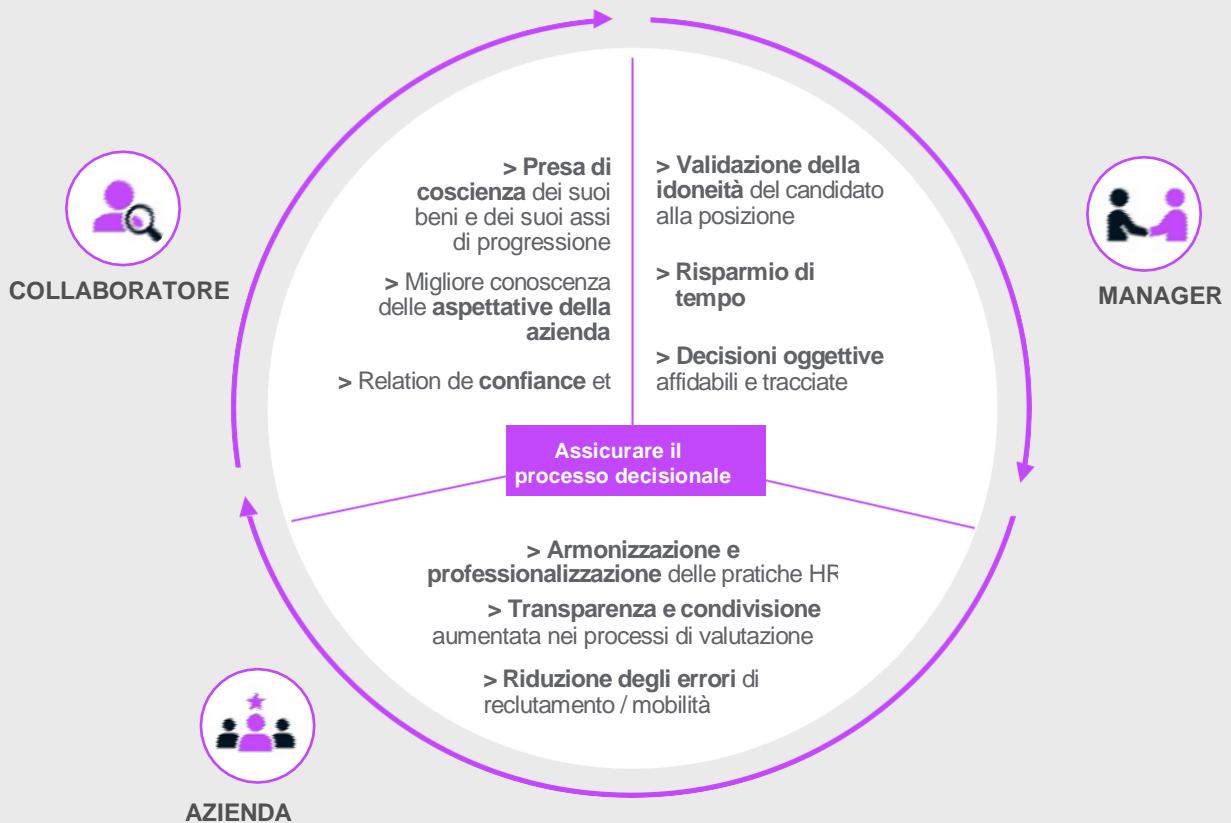 > Presa di
coscienza dei suoi
beni e dei suoi assi
di progressione
> Migliore conoscenza
delle aspettative della
azienda
> Relation de confiance et
> Validazione della
idoneità del candidato
alla posizione
> Risparmio di
tempo
> Decisioni oggettive
affidabili e tracciate
COLLABORATORE
MANAGER
Assicurare il
processo decisionale
> Armonizzazione e
professionalizzazione delle pratiche HR
> Transparenza e condivisione
aumentata nei processi di valutazione
> Riduzione degli errori di
reclutamento / mobilità
AZIENDA